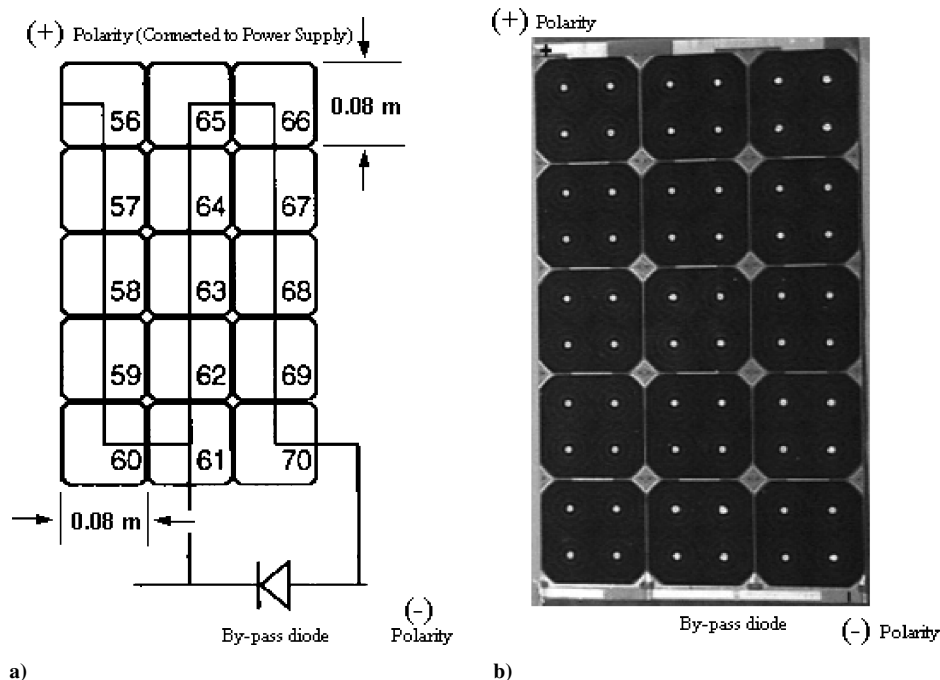 (+) Polarity (Connected to Power Supply)
56 65 66
0.08 m
57 64 67
58 63 68
59 62 69
60 61 70
0.08 m
(-)
By-pass diode
Polarity
a)
(+) Polarity
+
By-pass diode
(-) Polarity
b)